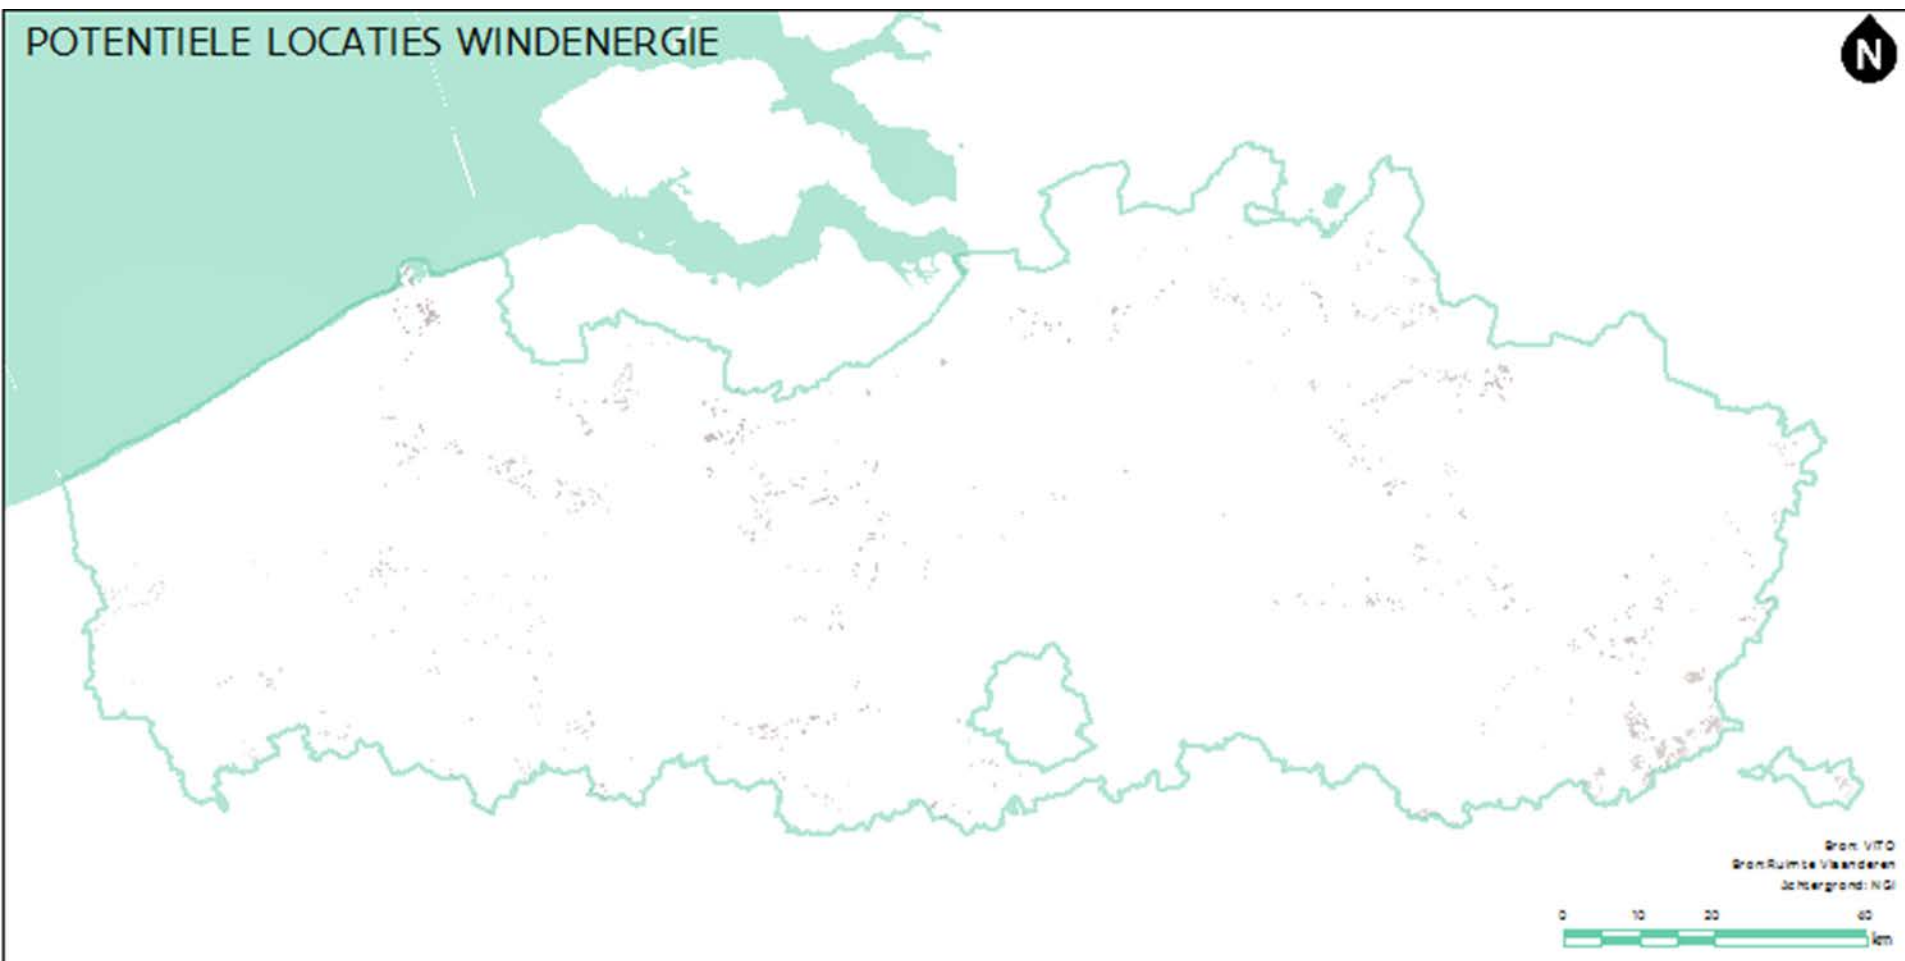 POTENTIELE LOCATIES WINDENERGIE
N
Bron: VITO
Bron:Ruimte Vlaanderen
Achtergrond: NGI
0 10 20 40
km